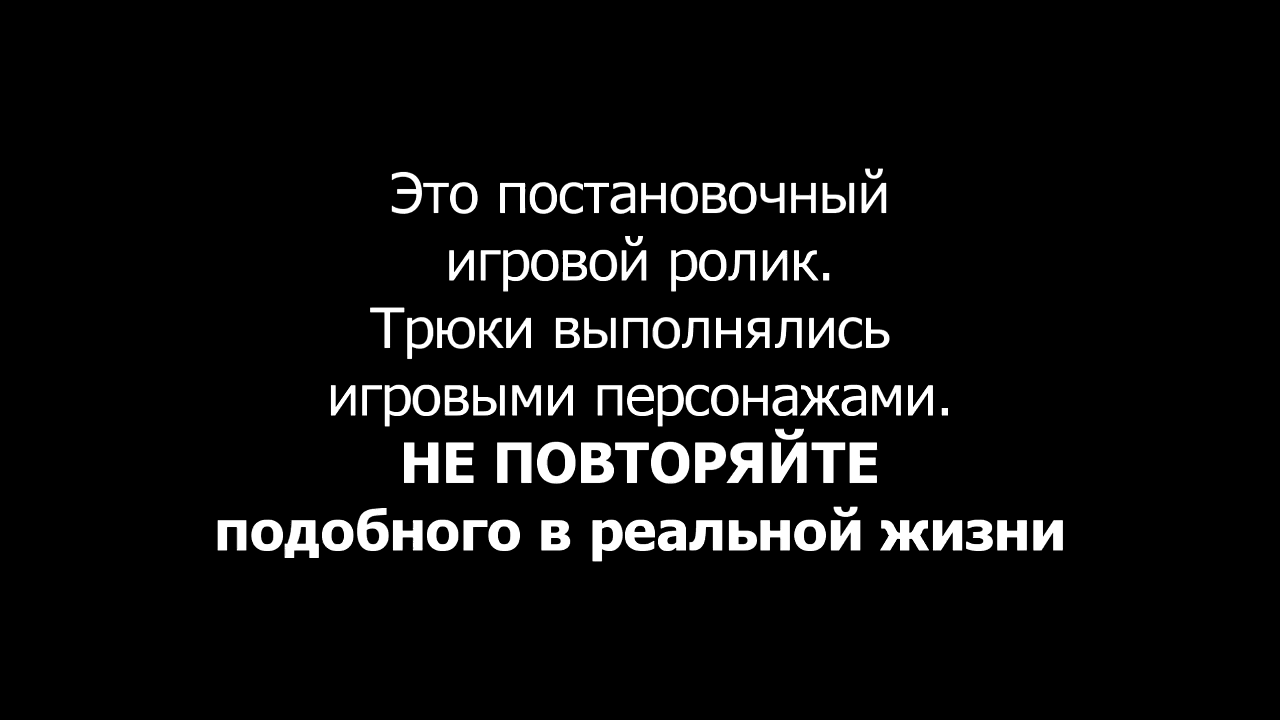 Это постановочный
игровой ролик.
Трюки выполнялись
игровыми персонажами.
НЕ ПОВТОРЯЙТЕ
подобного в реальной жизни